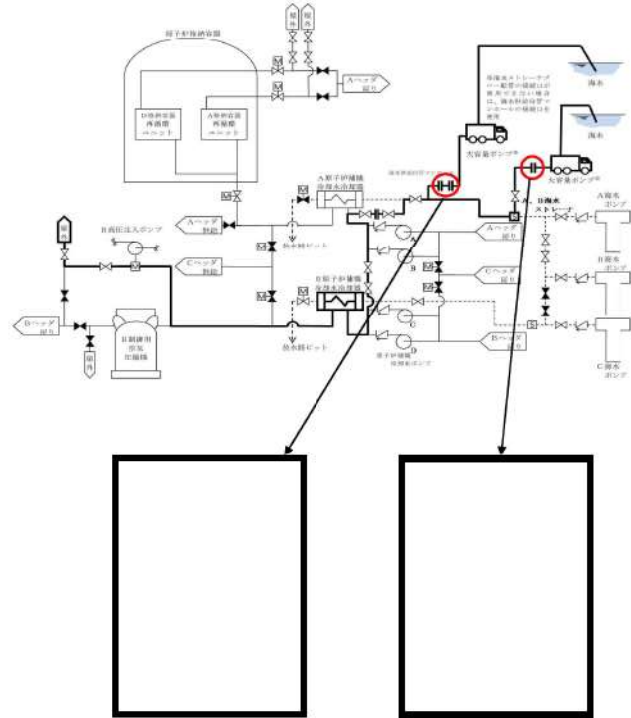 屋外
屋外
屋外
原子炉格納容器
M
M
Aヘッダ
戻り
D格納容器
再循環
ユニット
A格納容器
再循環
ユニット
海水
海水
大容量ポンプ
大容量ポンプ
A、B海水
ストレーナ
M
M
A原子炉補機
冷却水冷却器
Aヘッダ
供給
Cヘッダ
供給
M
放水路ピット
B高圧注入ポンプ
M
A
B
Aヘッダ
戻り
Cヘッダ
戻り
M
M
A海水
ポンプ
B海水
ポンプ
B原子炉補機
冷却水冷却器
M
M
放水路ピット
C
D
原子炉補機
冷却水ポンプ
Bヘッダ
戻り
S
C海水
ポンプ
屋外
B制御用
空気
圧縮機